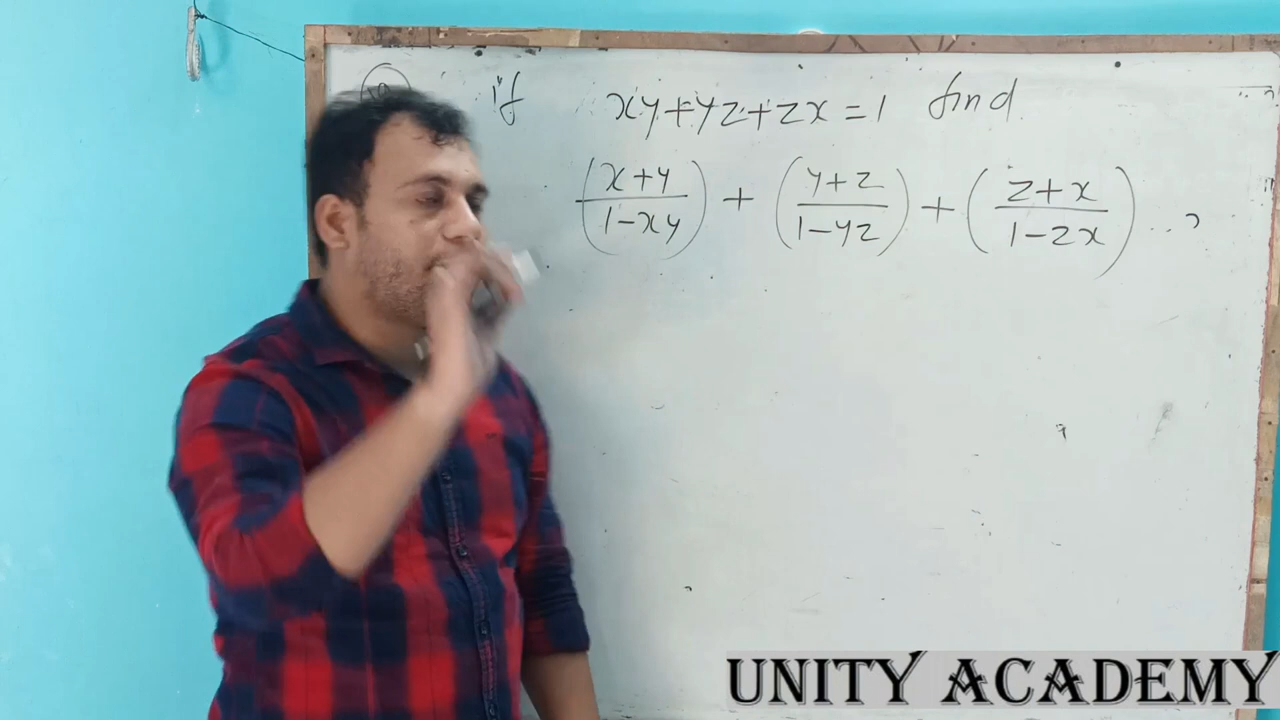 if xy+yz+zx=1 find
(x+y/1-xy) + (y+z/1-yz) + (z+x/1-zx) ..?
UNITY ACADEMY